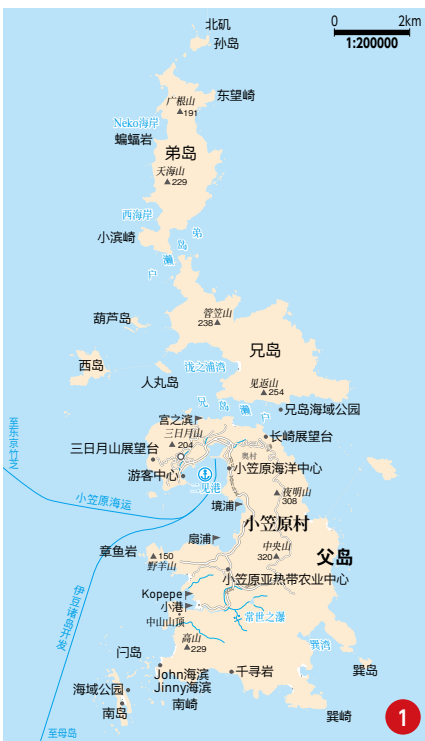 北矶
孙岛
0 2km
1:200000
广根山
▲191
东望崎
Neko海岸
蝙蝠岩
弟岛
天海山
▲229
西海岸
小滨崎
弟岛濑户
管笠山
238▲
葫芦岛
兄岛
西岛
泷之浦湾
人丸岛
见返山
▲254
兄岛濑户
兄岛海域公园
宫之滨
至东京竹芝
三日月山
▲204
长崎展望台
三日月山展望台
奥村
小笠原海洋中心
游客中心
二见港
夜明山
308
小笠原海运
境浦
小笠原村
扇浦
中央山
320▲
父岛
章鱼岩
▲150
野羊山
小笠原亚热带农业中心
伊豆诸岛开发
Kopepe
小港
中山山顶
常世之瀑
高山
▲229
巽湾
闩岛
John海滨
Jinny海滨
千寻岩
巽岛
海域公园
南岛
南崎
巽崎
至母岛
1